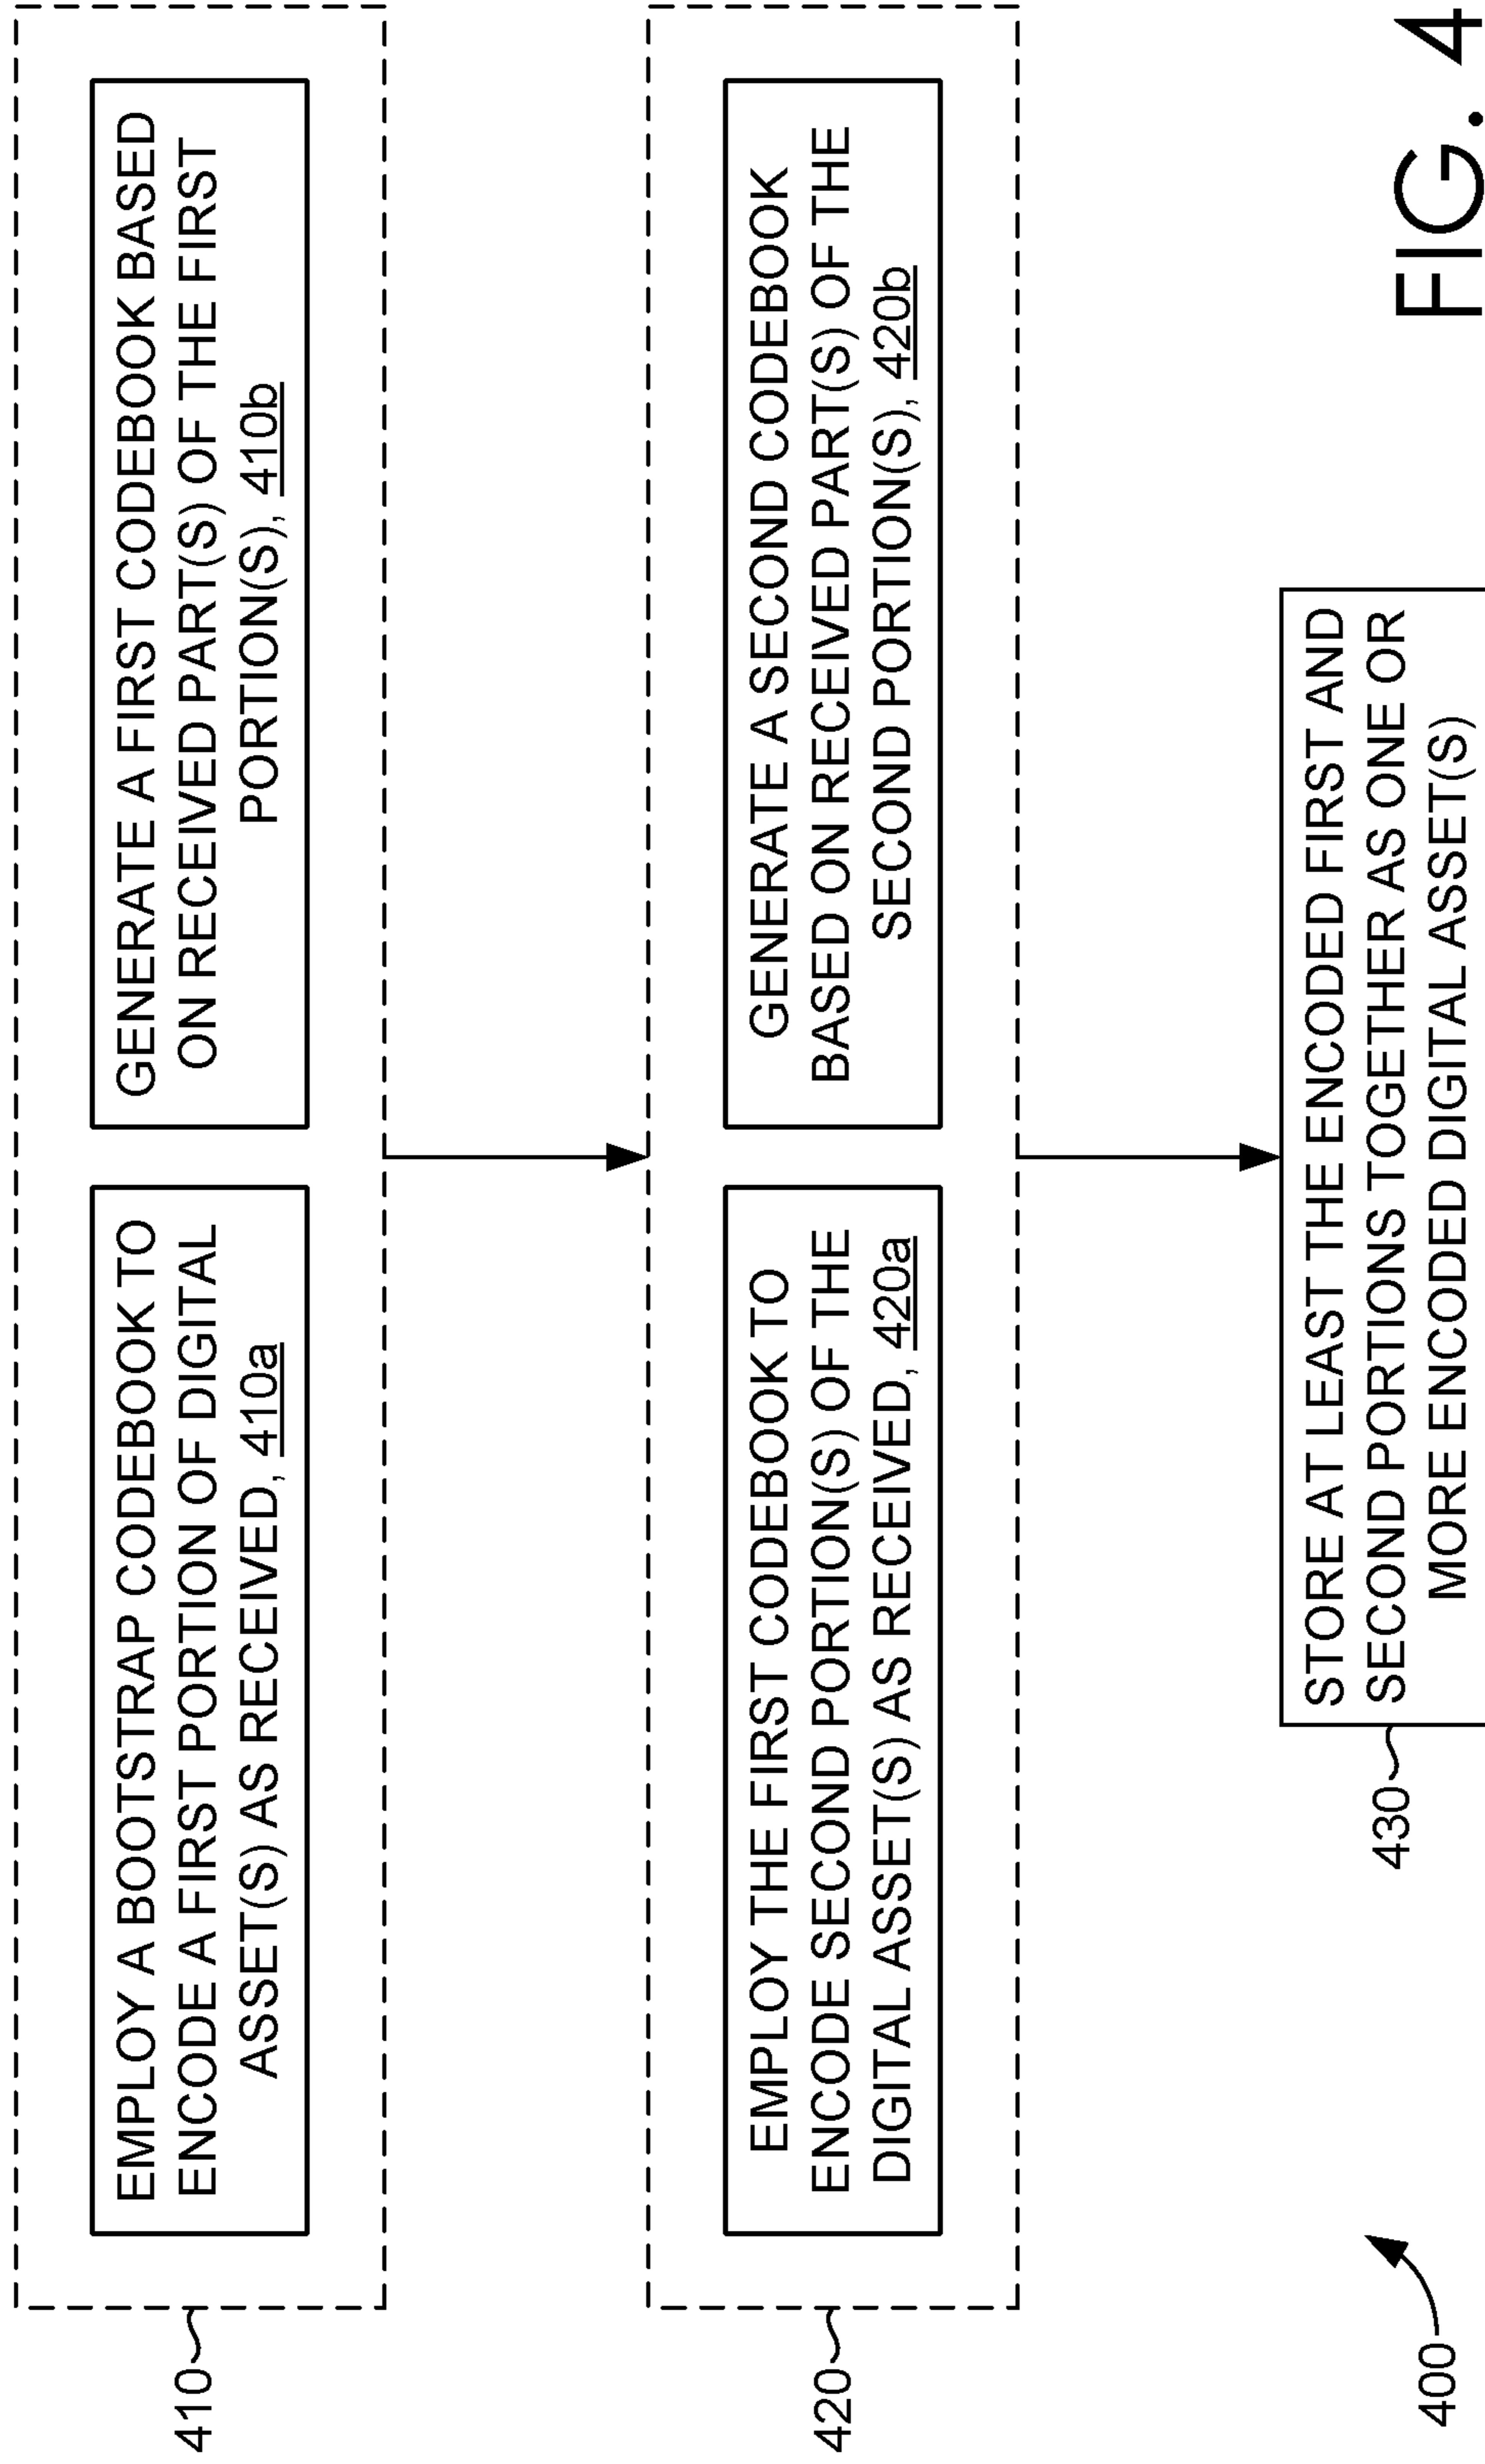 410
EMPLOY A BOOTSTRAP CODEBOOK TO
ENCODE A FIRST PORTION OF DIGITAL
ASSET(S) AS RECEIVED, 410a
GENERATE A FIRST CODEBOOK BASED
ON RECEIVED PART(S) OF THE FIRST
PORTION(S), 410b
420
EMPLOY THE FIRST CODEBOOK TO
ENCODE SECOND PORTION(S) OF THE
DIGITAL ASSET(S) AS RECEIVED, 420a
GENERATE A SECOND CODEBOOK
BASED ON RECEIVED PART(S) OF THE
SECOND PORTION(S), 420b
430
STORE AT LEAST THE ENCODED FIRST AND
SECOND PORTIONS TOGETHER AS ONE OR
MORE ENCODED DIGITAL ASSET(S)
400
FIG. 4